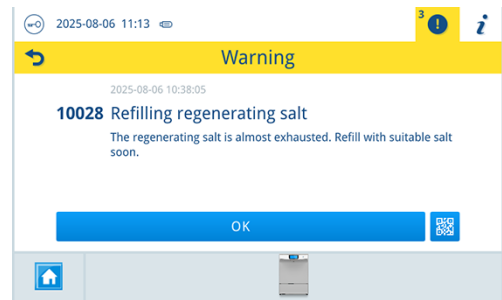 2025-08-06 11:13
3
Warning
2025-08-06 10:38:05
10028 Refilling regenerating salt
The regenerating salt is almost exhausted. Refill with suitable salt
soon.
OK